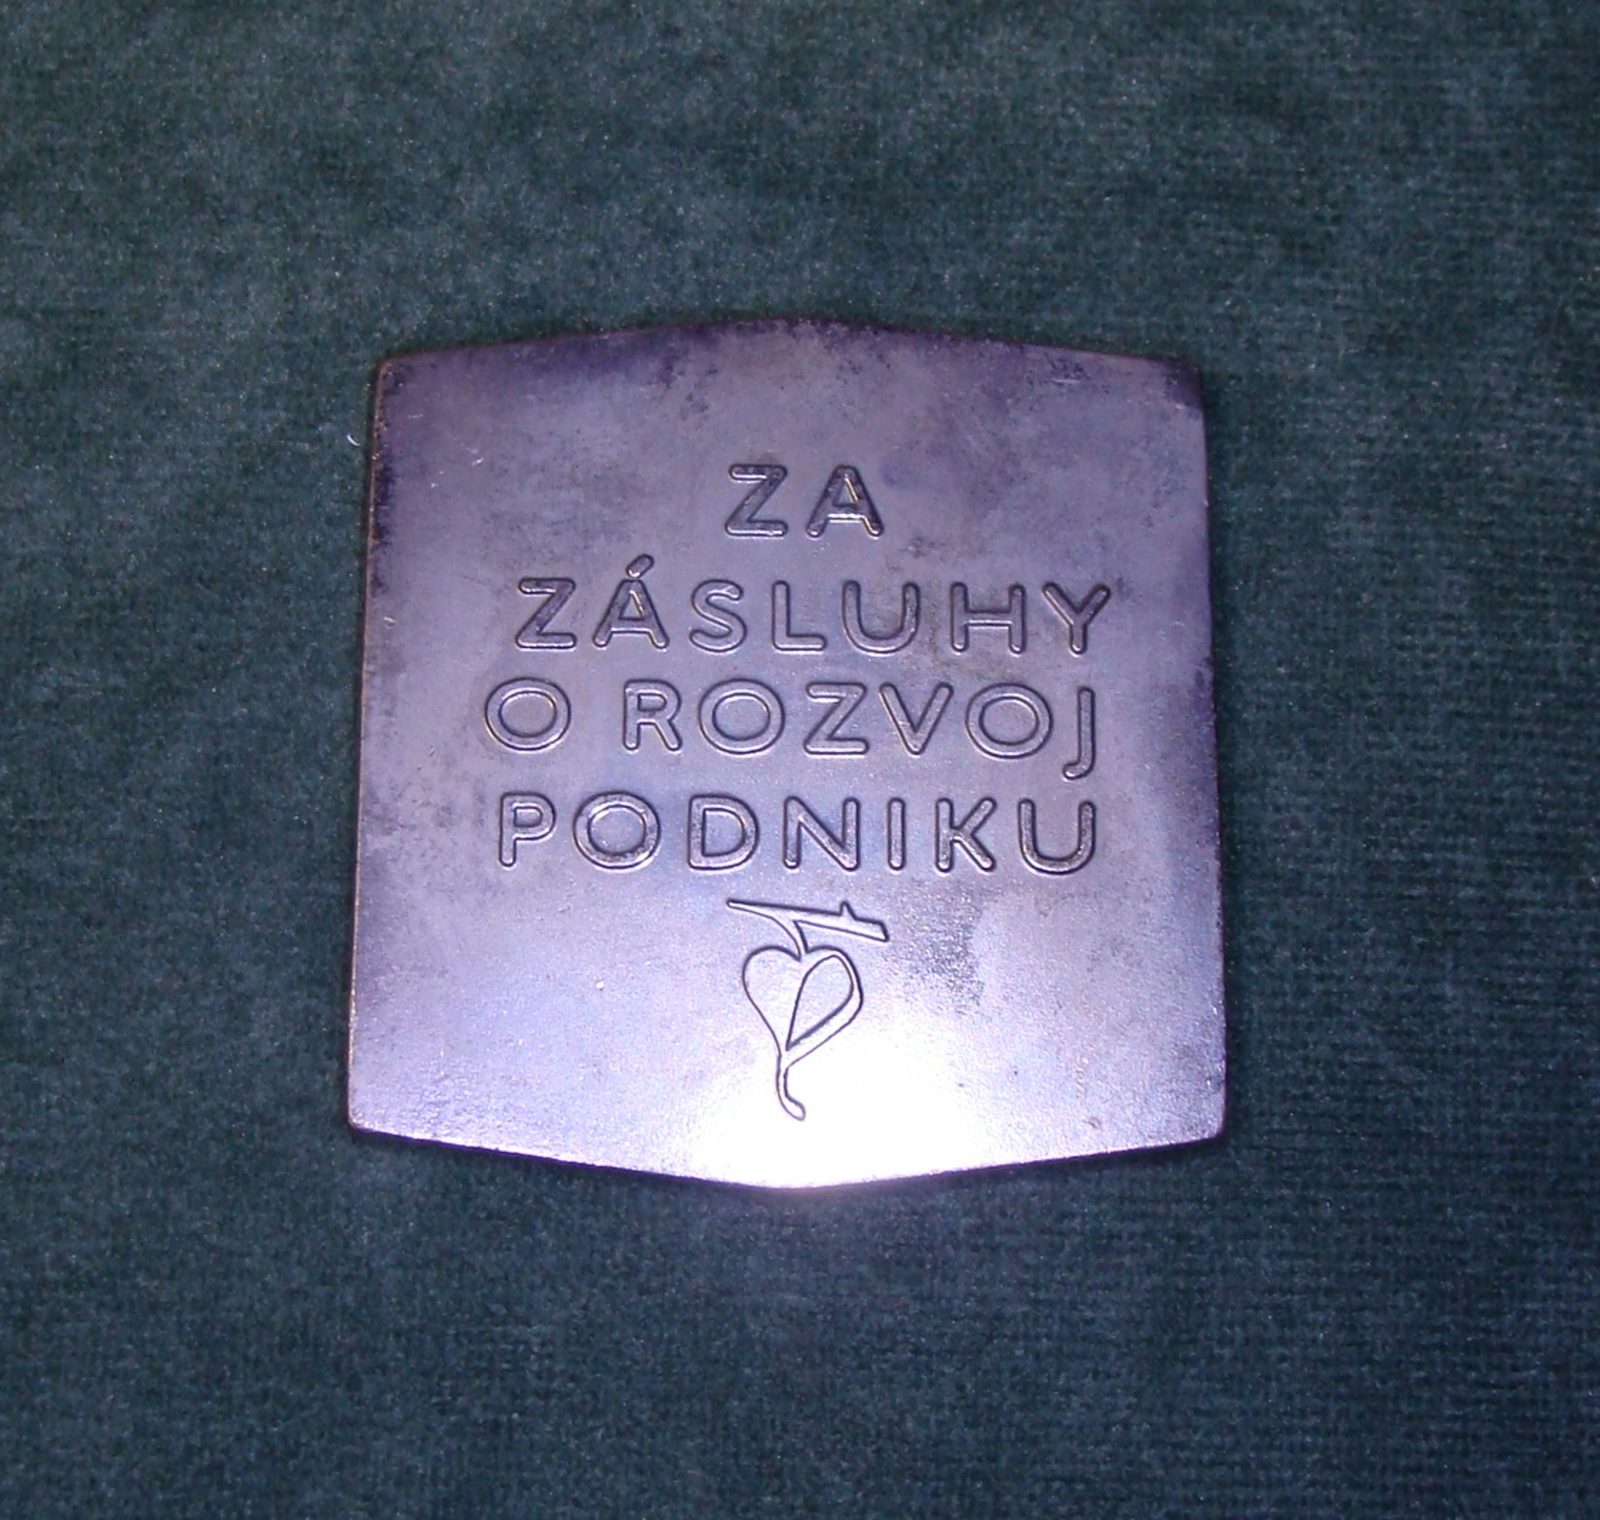 ZA
ZÁSLUHY
O ROZVOJ
PODNIKU